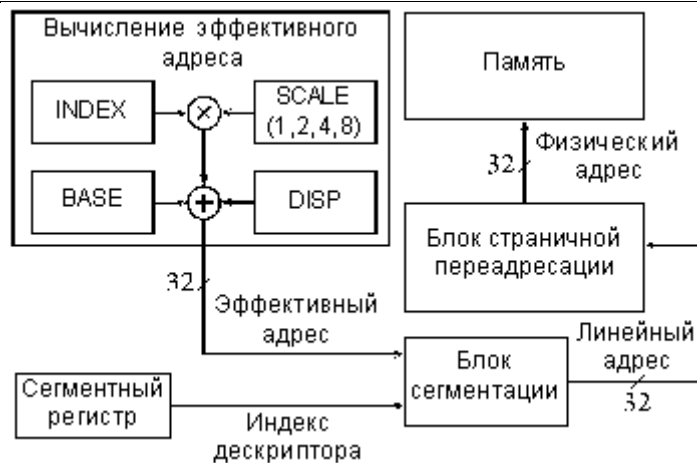 Вычисление эффективного
адреса
INDEX
×
SCALE
(1,2,4,8)
BASE
+
DISP
32
Эффективный
адрес
Сегментный
регистр
Индекс
дескриптора
Блок
сегментации
Линейный
адрес
32
Блок страничной
переадресации
32
Физический
адрес
Память